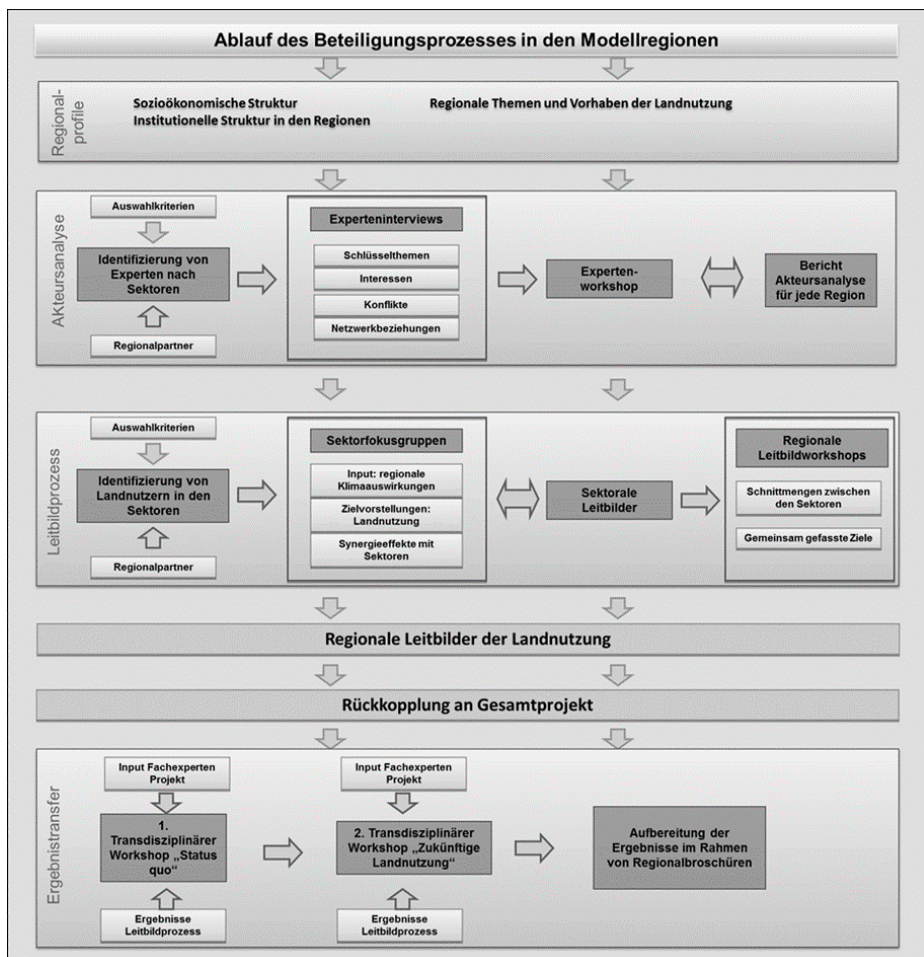 Ablauf des Beteiligungsprozesses in den Modellregionen
Regional-
profile
Sozioökonomische Struktur
Institutionelle Struktur in den Regionen
Regionale Themen und Vorhaben der Landnutzung
AKteursanalyse
Auswahlkriterien
Identifizierung von
Experten nach
Sektoren
Regionalpartner
Experteninterviews
Schlüsselthemen
Interessen
Konflikte
Netzwerkbeziehungen
Experten-
workshop
Bericht
Akteursanalyse
für jede Region
Leitbildprozess
Auswahlkriterien
Identifizierung von
Landnutzern in den
Sektoren
Regionalpartner
Sektorfokusgruppen
Input: regionale
Klimaauswirkungen
Zielvorstellungen:
Landnutzung
Synergieeffekte mit
Sektoren
Sektorale
Leitbilder
Regionale
Leitbildworkshops
Schnittmengen zwischen
den Sektoren
Gemeinsam gefasste Ziele
Regionale Leitbilder der Landnutzung
Rückkopplung an Gesamtprojekt
Ergebnistransfer
Input Fachexperten
Projekt
1.
Transdisziplinärer
Workshop „Status
quo“
Ergebnisse
Leitbildprozess
Input Fachexperten
Projekt
2. Transdisziplinärer
Workshop „Zukünftige
Landnutzung“
Ergebnisse
Leitbildprozess
Aufbereitung der
Ergebnisse im Rahmen
von Regionalbroschüren